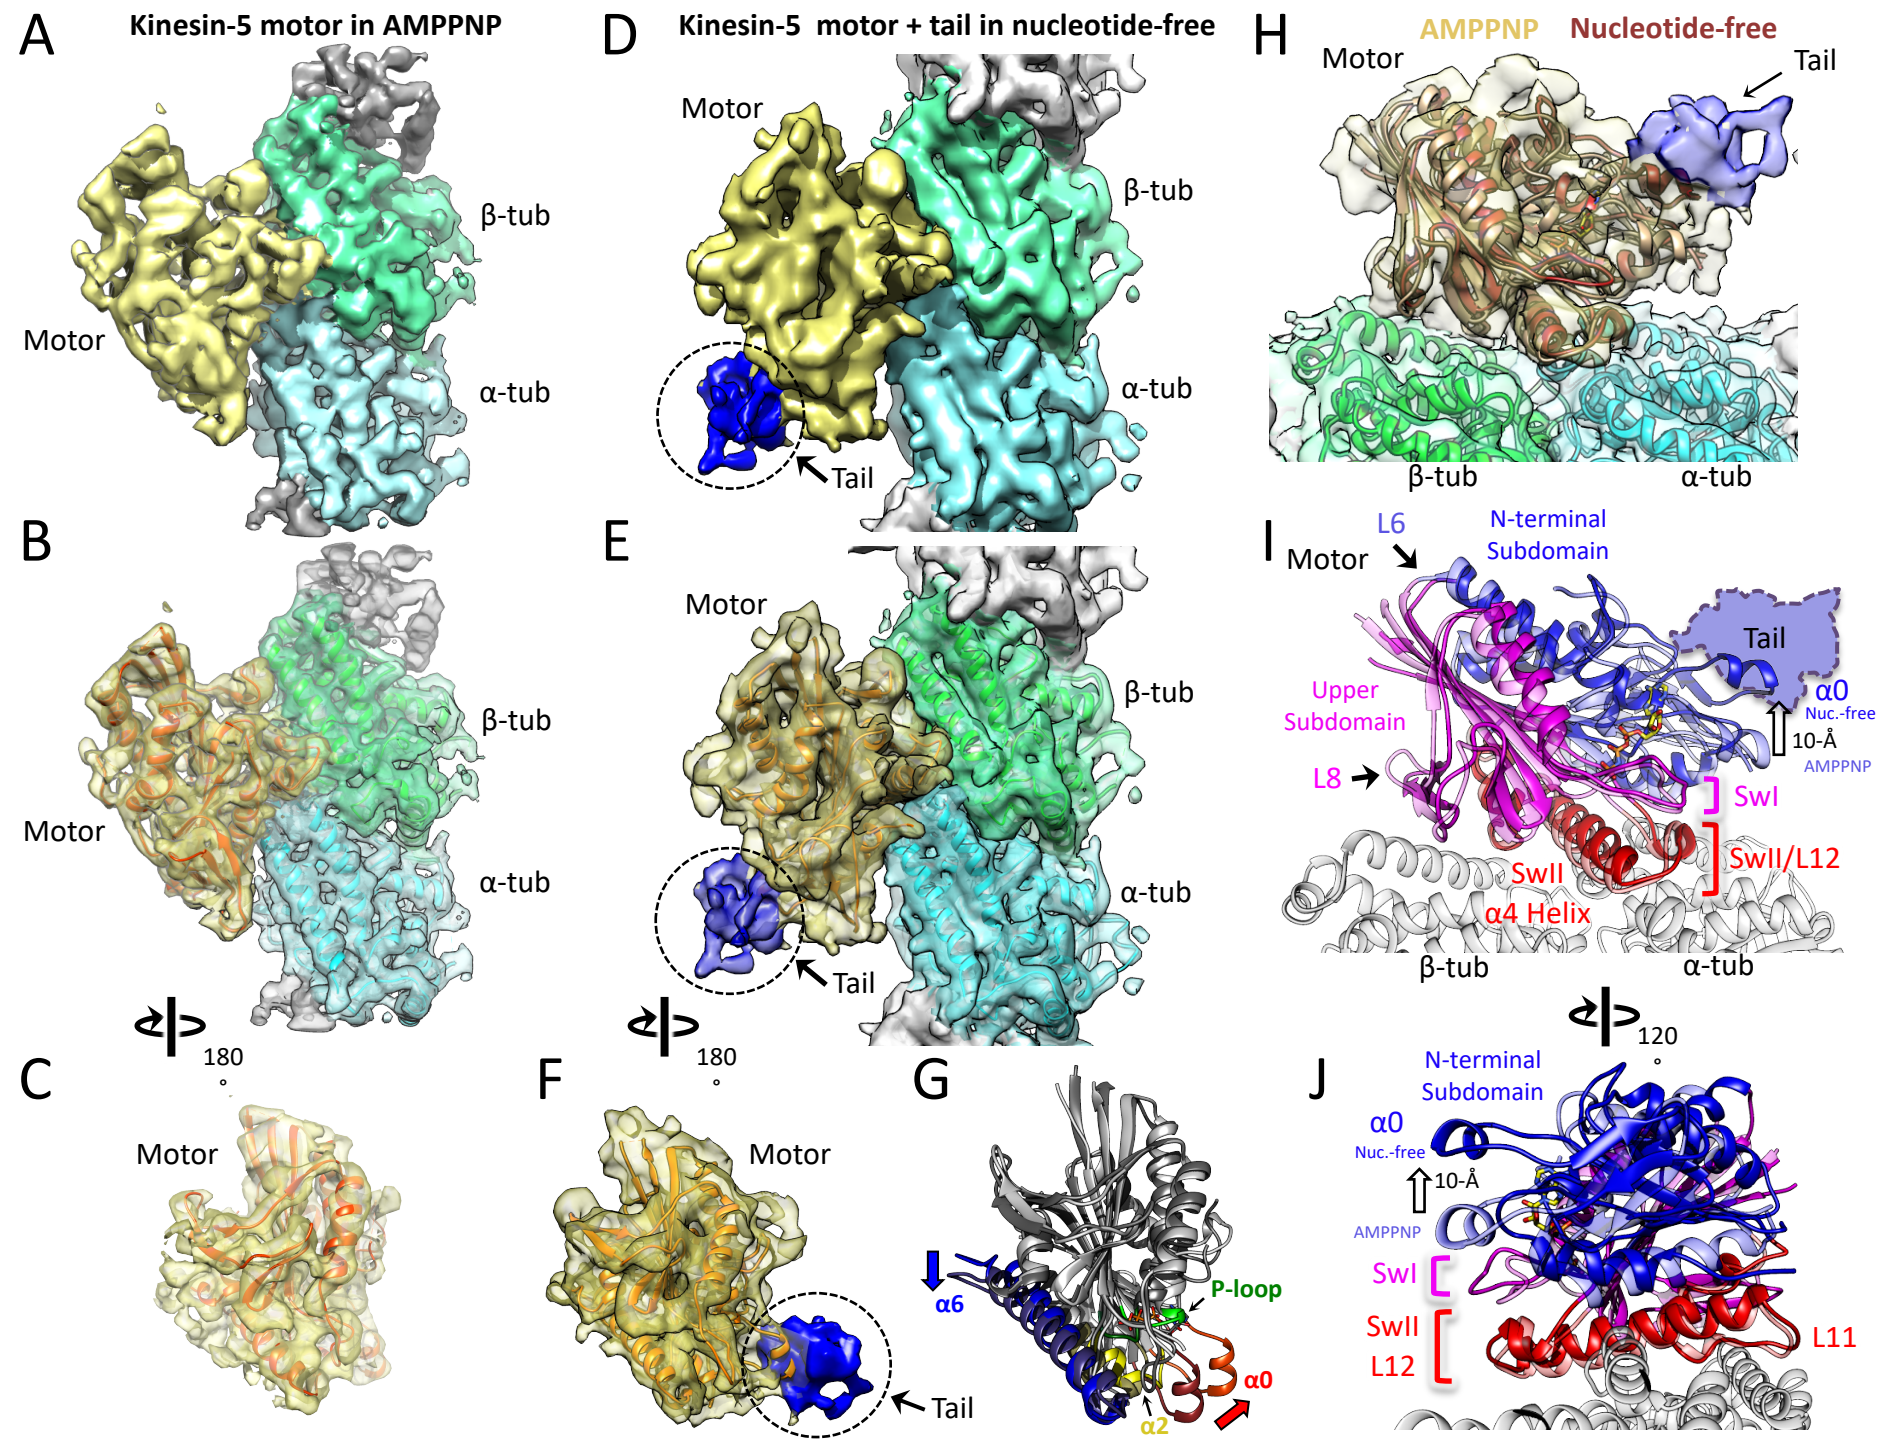 A
Kinesin-5 motor in AMPPNP
β-tub
Motor
α-tub
B
β-tub
Motor
α-tub
180
°
C
Motor
D
Kinesin-5 motor + tail in nucleotide-free
Motor
β-tub
α-tub
Tail
E
Motor
β-tub
α-tub
Tail
180
°
F
Motor
Tail
G
P-loop
α6
α0
α2
H
AMPPNP Nucleotide-free
Motor
Tail
β-tub α-tub
I
L6
N-terminal
Subdomain
Motor
Tail
Upper
Subdomain
α0
Nuc.-free
10-Å
AMPPNP
L8
SwI
SwII
SwII/L12
α4 Helix
β-tub α-tub
120
°
J
N-terminal
Subdomain
α0
Nuc.-free
10-Å
AMPPNP
SwI
SwII
L12
L11